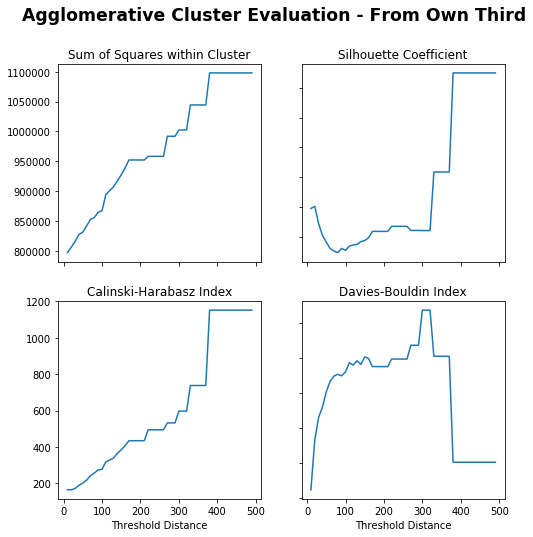 Agglomerative Cluster Evaluation - From Own Third
Sum of Squares within Cluster
Silhouette Coefficient
1100000
1050000
1000000
950000
900000
850000
800000
Calinski-Harabasz Index
Davies-Bouldin Index
1200
1000
800
600
400
200
0 100 200 300 400 500
0 100 200 300 400 500
Threshold Distance
Threshold Distance